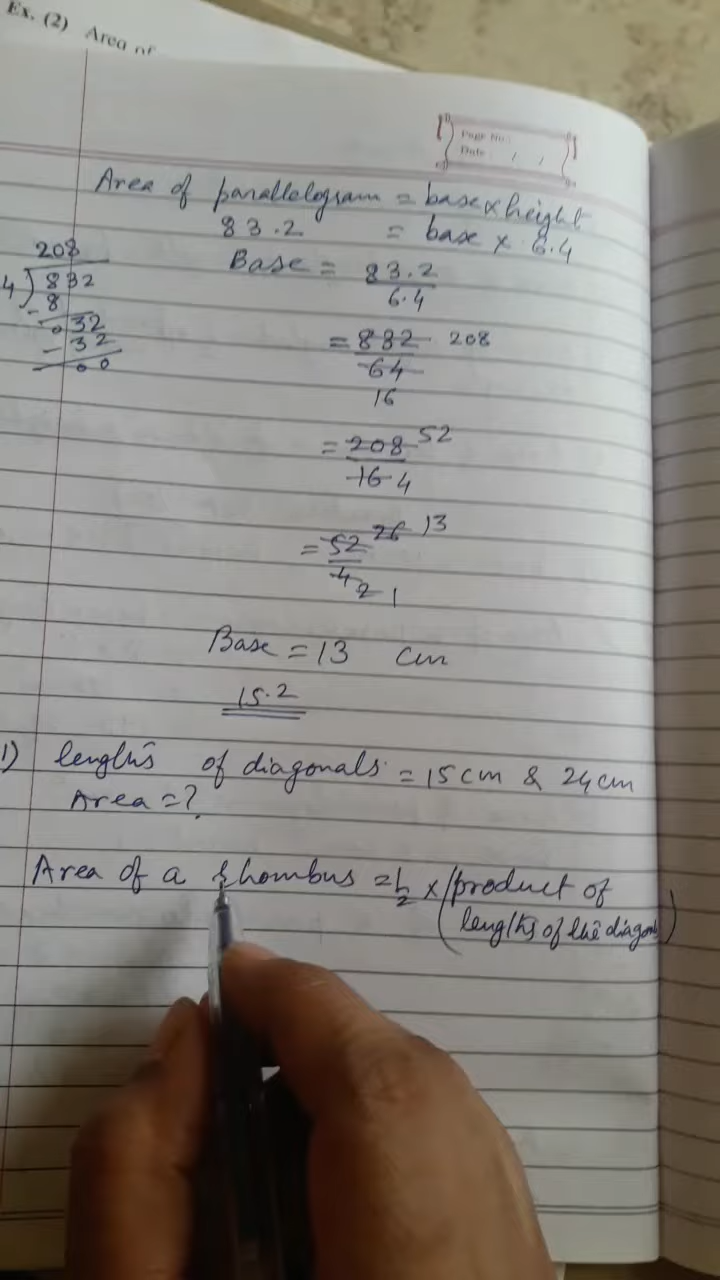 Ex. (2) Area of
Page No.:
Date: / /
Area of parallelogram = base x height
83.2 = base x 6.4
Base = 83.2
6.4
= 832 208
64
16
= 208 52
16 4
= 52 26 13
4 2 1
Base = 13 cm
15.2
208
4) 832
- 8
032
- 32
00
1) lengths of diagonals = 15 cm & 24 cm
Area = ?
Area of a rhombus = 1/2 x (product of
lengths of the diagonals)